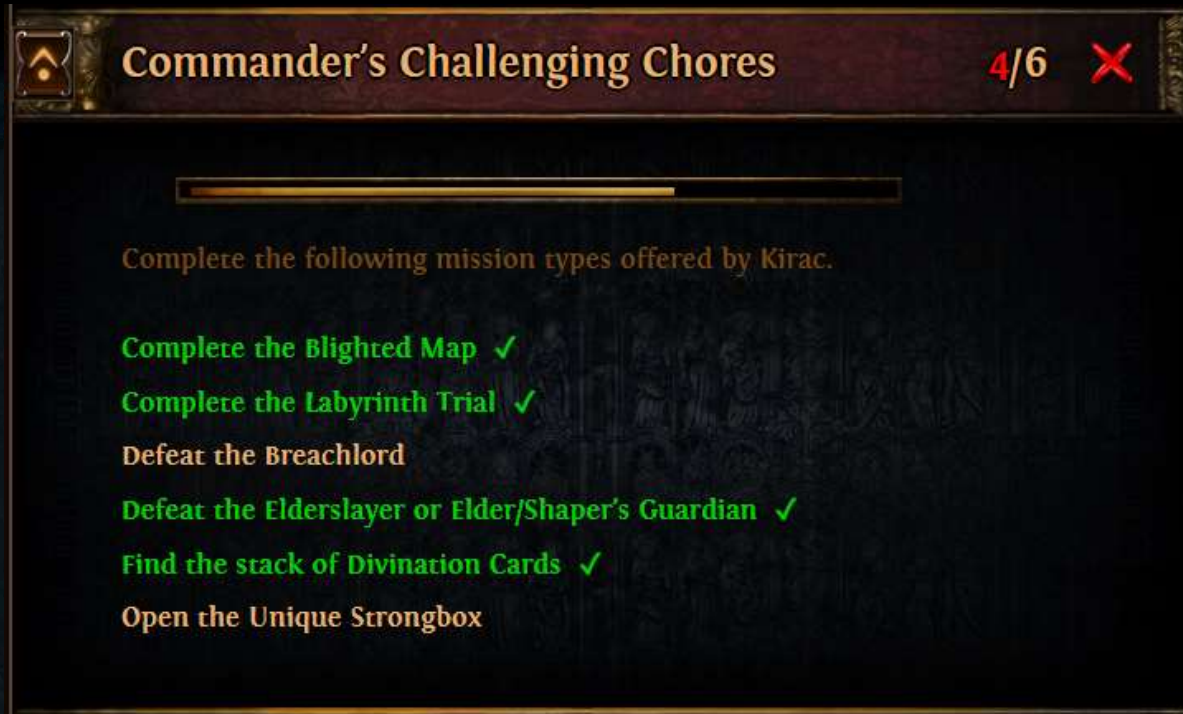 Commander's Challenging Chores 4/6
Complete the following mission types offered by Kirac.
Complete the Blighted Map ✓
Complete the Labyrinth Trial ✓
Defeat the Breachlord
Defeat the Elderslayer or Elder/Shaper's Guardian ✓
Find the stack of Divination Cards ✓
Open the Unique Strongbox